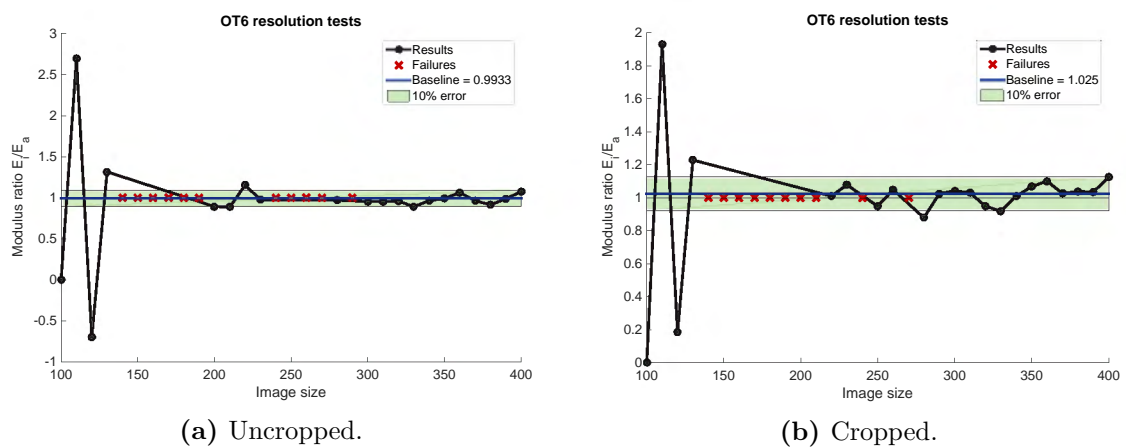 OT6 resolution tests
3
2.5
2
1.5
1
0.5
0
-0.5
-1
Modulus ratio E_i/E_a
100
150
200
250
300
350
400
Image size
Results
Failures
Baseline = 0.9933
10% error
(a) Uncropped.
OT6 resolution tests
2
1.8
1.6
1.4
1.2
1
0.8
0.6
0.4
0.2
0
Modulus ratio E_i/E_a
100
150
200
250
300
350
400
Image size
Results
Failures
Baseline = 1.025
10% error
(b) Cropped.